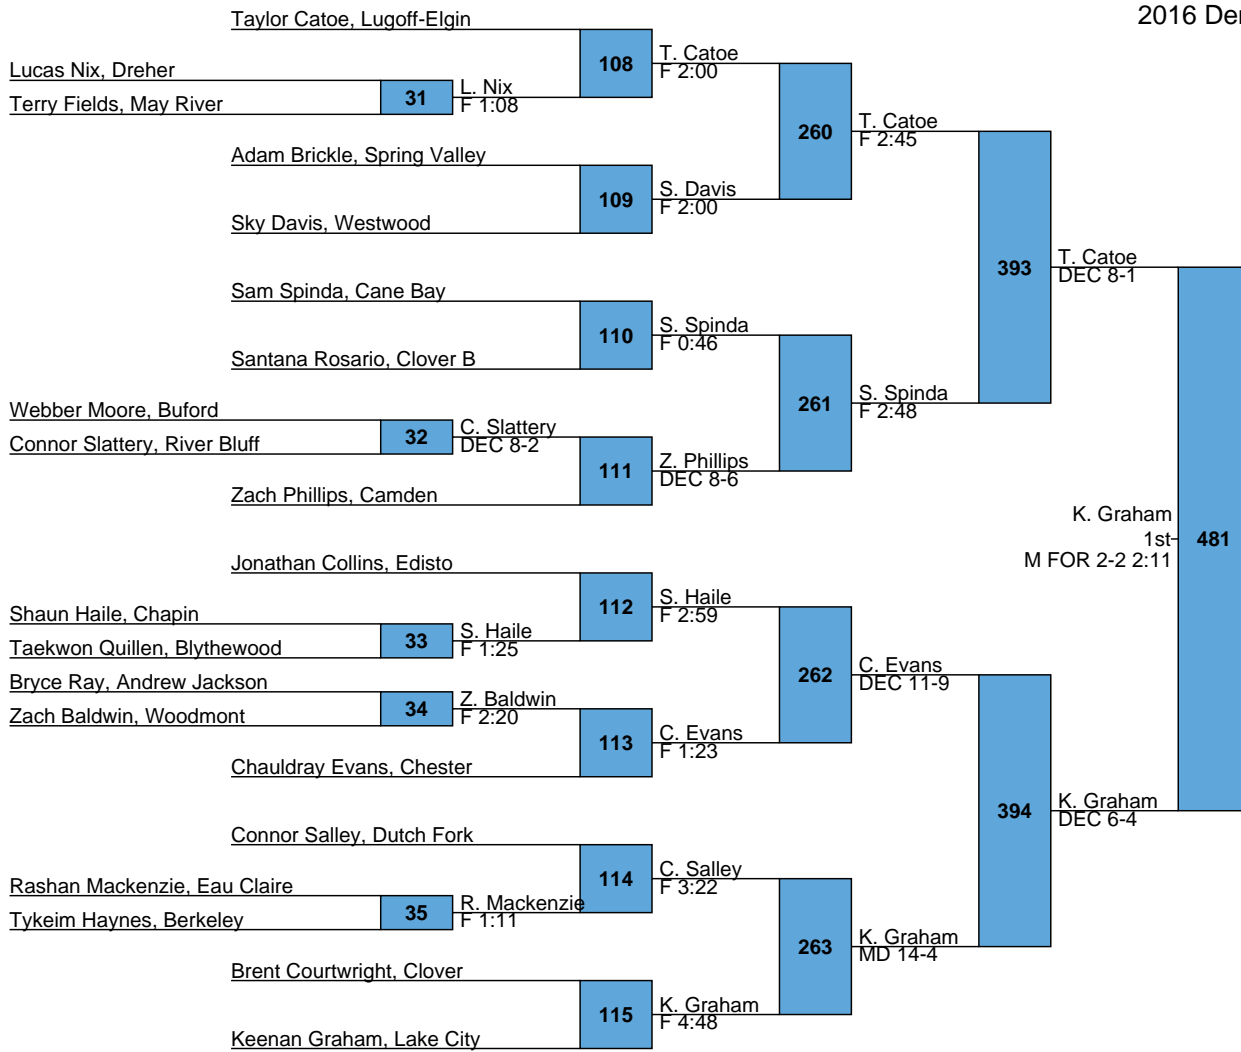 2016 Der
Taylor Catoe, Lugoff-Elgin
108
T. Catoe
F 2:00
Lucas Nix, Dreher
31
L. Nix
F 1:08
Terry Fields, May River
260
T. Catoe
F 2:45
Adam Brickle, Spring Valley
109
S. Davis
F 2:00
Sky Davis, Westwood
393
T. Catoe
DEC 8-1
Sam Spinda, Cane Bay
110
S. Spinda
F 0:46
Santana Rosario, Clover B
261
S. Spinda
F 2:48
Webber Moore, Buford
32
C. Slattery
DEC 8-2
Connor Slattery, River Bluff
111
Z. Phillips
DEC 8-6
Zach Phillips, Camden
K. Graham
1st
M FOR 2-2 2:11
481
Jonathan Collins, Edisto
112
S. Haile
F 2:59
Shaun Haile, Chapin
33
S. Haile
F 1:25
Taekwon Quillen, Blythewood
262
C. Evans
DEC 11-9
Bryce Ray, Andrew Jackson
34
Z. Baldwin
F 2:20
Zach Baldwin, Woodmont
113
C. Evans
F 1:23
Chauldray Evans, Chester
394
K. Graham
DEC 6-4
Connor Salley, Dutch Fork
114
C. Salley
F 3:22
Rashan Mackenzie, Eau Claire
35
R. Mackenzie
F 1:11
Tykeim Haynes, Berkeley
263
K. Graham
MD 14-4
Brent Courtwright, Clover
115
K. Graham
F 4:48
Keenan Graham, Lake City